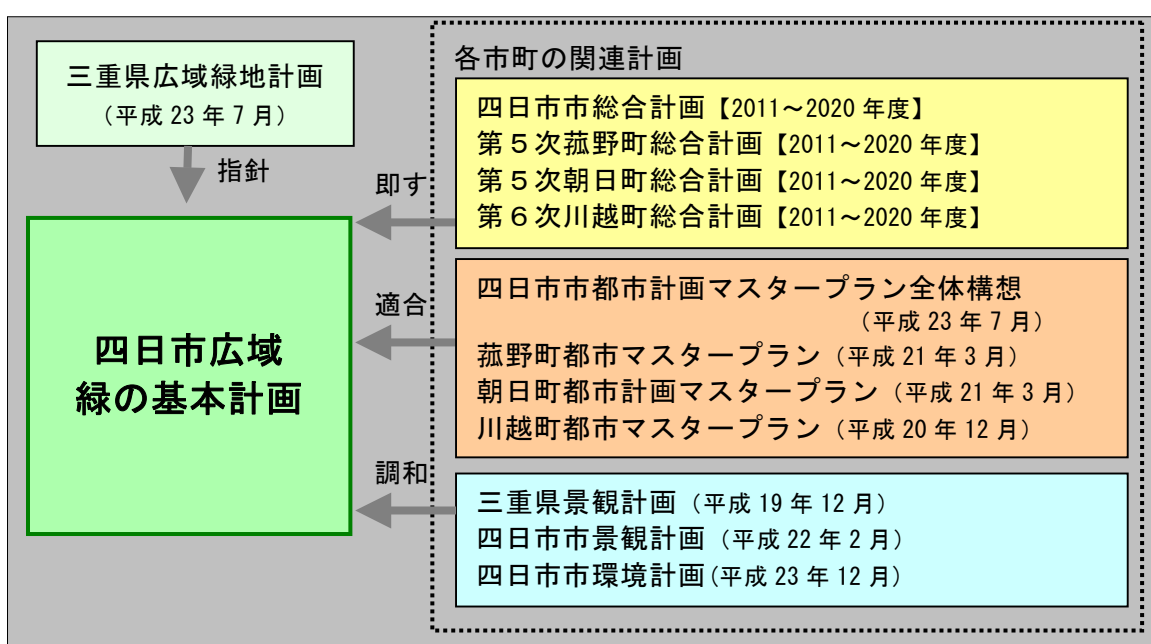 三重県広域緑地計画
（平成 23 年 7 月）
指針
四日市広域
緑の基本計画
各市町の関連計画
即す
四日市市総合計画【2011～2020 年度】
第５次菰野町総合計画【2011～2020 年度】
第５次朝日町総合計画【2011～2020 年度】
第６次川越町総合計画【2011～2020 年度】
適合
四日市市都市計画マスタープラン全体構想
（平成 23 年 7 月）
菰野町都市マスタープラン（平成 21 年 3 月）
朝日町都市計画マスタープラン（平成 21 年 3 月）
川越町都市マスタープラン（平成 20 年 12 月）
調和
三重県景観計画（平成 19 年 12 月）
四日市市景観計画（平成 22 年 2 月）
四日市市環境計画(平成 23 年 12 月）